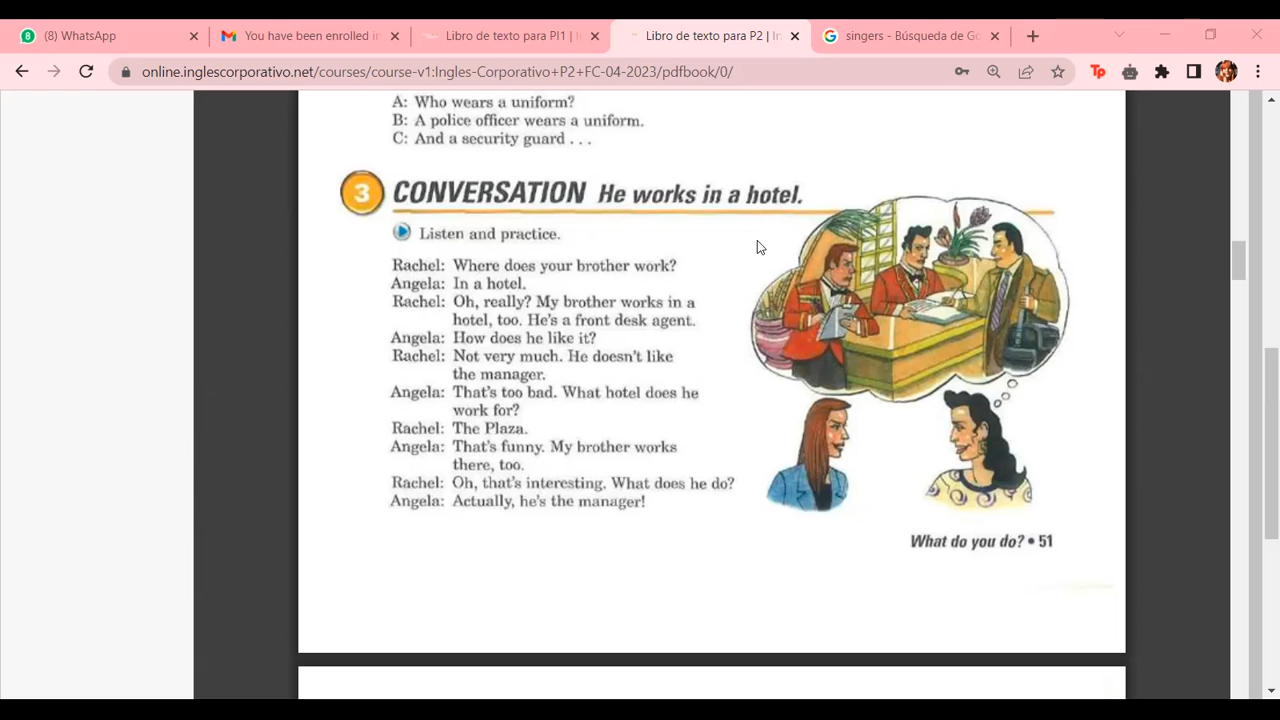 (8) WhatsApp
You have been enrolled in
Libro de texto para PI1 | I
Libro de texto para P2 | In
singers - Búsqueda de Go
online.inglescorporativo.net/courses/course-v1:Ingles-Corporativo+P2+FC-04-2023/pdfbook/0/
A: Who wears a uniform?
B: A police officer wears a uniform.
C: And a security guard . . .
3 CONVERSATION He works in a hotel.
Listen and practice.
Rachel: Where does your brother work?
Angela: In a hotel.
Rachel: Oh, really? My brother works in a
hotel, too. He's a front desk agent.
Angela: How does he like it?
Rachel: Not very much. He doesn't like
the manager.
Angela: That's too bad. What hotel does he
work for?
Rachel: The Plaza.
Angela: That's funny. My brother works
there, too.
Rachel: Oh, that's interesting. What does he do?
Angela: Actually, he's the manager!
What do you do? • 51